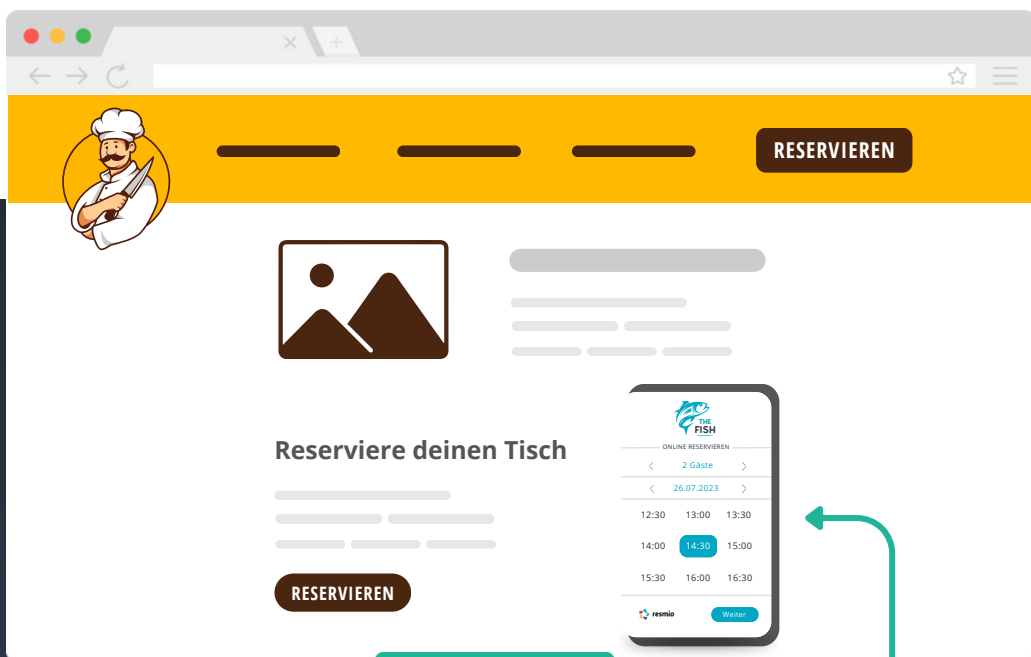 RESERVIEREN
THE
FISH
ONLINE RESERVIEREN
Reserviere deinen Tisch
2 Gäste
26.07.2023
12:30 13:00 13:30
14:00 14:30 15:00
15:30 16:00 16:30
RESERVIEREN
resmio Weiter